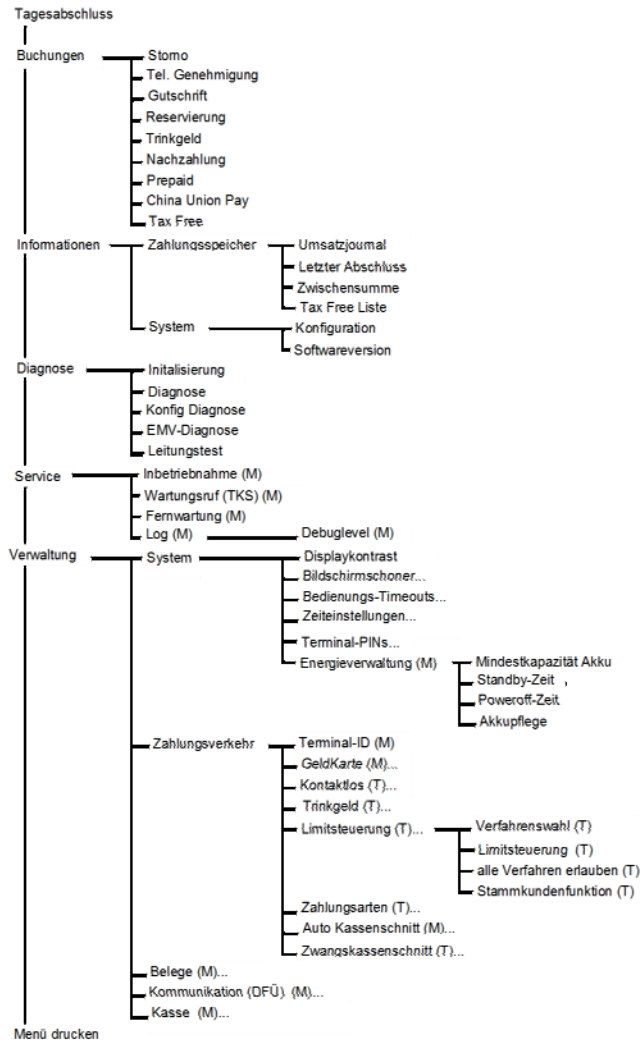 Tagesabschluss
Buchungen Storno
Tel. Genehmigung
Gutschrift
Reservierung
Trinkgeld
Nachzahlung
Prepaid
China Union Pay
Tax Free
Informationen Zahlungsspeicher Umsatzjournal
Letzter Abschluss
Zwischensumme
Tax Free Liste
System Konfiguration
Softwareversion
Diagnose Initalisierung
Diagnose
Konfig Diagnose
EMV-Diagnose
Leitungstest
Service Inbetriebnahme (M)
Wartungsruf (TKS) (M)
Fernwartung (M)
Log (M) Debuglevel (M)
Verwaltung System Displaykontrast
Bildschirmschoner...
Bedienungs-Timeouts...
Zeiteinstellungen...
Terminal-PINs...
Energieverwaltung (M) Mindestkapazität Akku
Standby-Zeit ,
Poweroff-Zeit
Akkupflege
Zahlungsverkehr Terminal-ID (M)
GeldKarte (M)...
Kontaktlos (T)...
Trinkgeld (T)...
Limitsteuerung (T)... Verfahrenswahl (T)
Limitsteuerung (T)
alle Verfahren erlauben (T)
Stammkundenfunktion (T)
Zahlungsarten (T)...
Auto Kassenschnitt (M)...
Zwangskassenschnitt (T)...
Belege (M)...
Kommunikation (DFÜ) (M)...
Kasse (M)...
Menü drucken